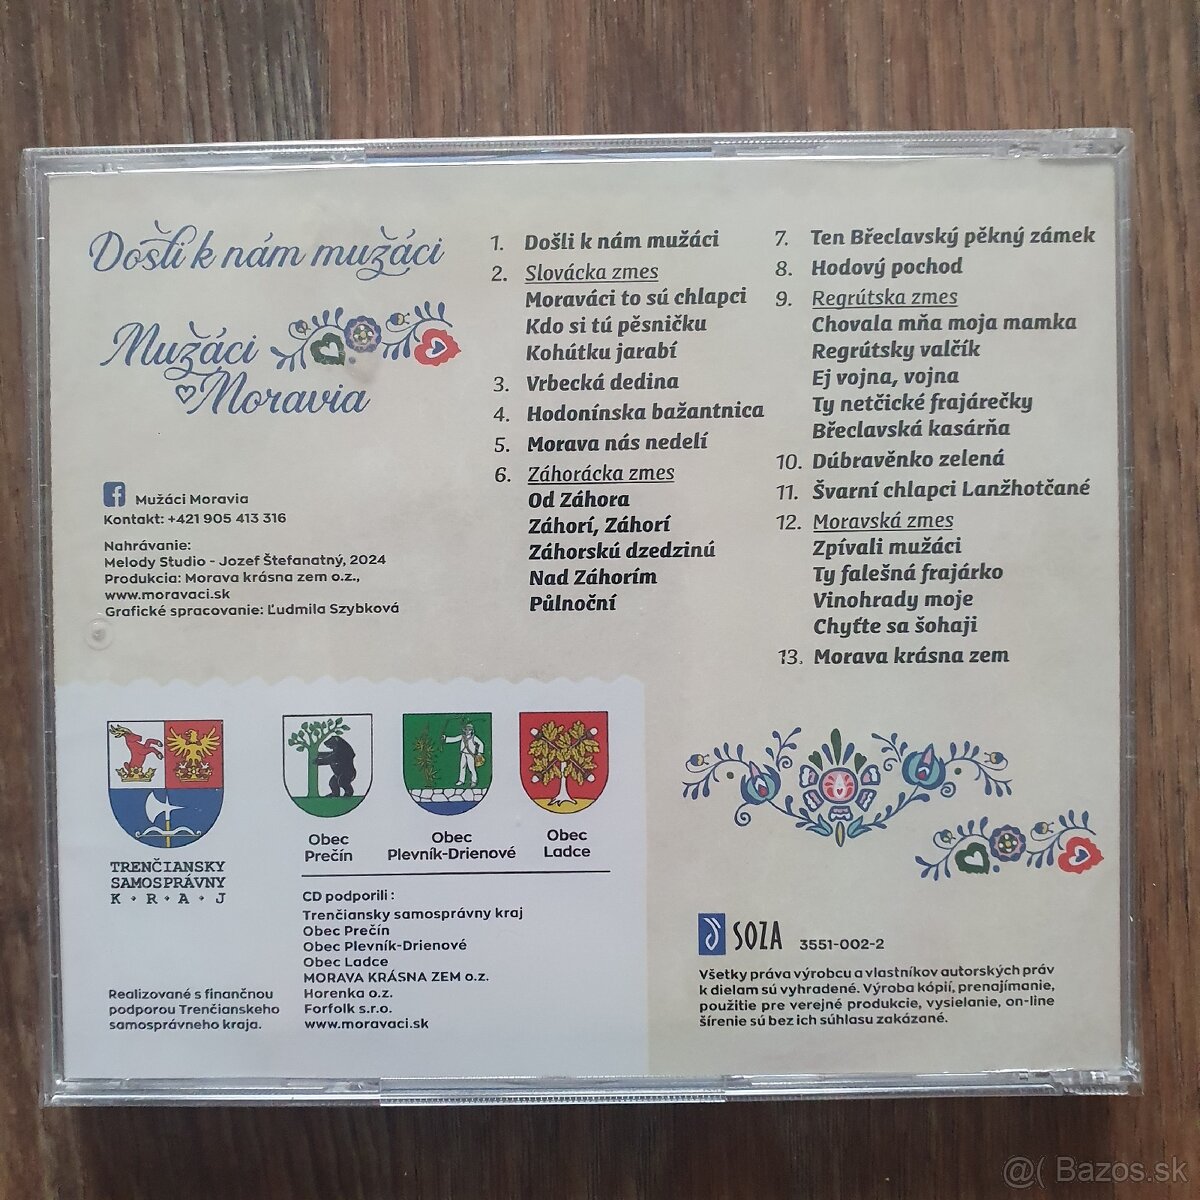 Došli k nám mužáci
Mužáci
Moravia
Mužáci Moravia
Kontakt: +421 905 413 316
Nahrávanie:
Melody Studio - Jozef Štefanatný, 2024
Produkcia: Morava krásna zem o.z.,
www.moravaci.sk
Grafické spracovanie: Ľudmila Szybková
1. Došli k nám mužáci
2. Slovácka zmes
Moraváci to sú chlapci
Kdo si tú pěsničku
Kohútku jarabí
3. Vrbecká dedina
4. Hodonínska bažantnica
5. Morava nás nedelí
6. Záhorácka zmes
Od Záhora
Záhorí, Záhorí
Záhorskú dzedzinú
Nad Záhorím
Půlnoční
7. Ten Břeclavský pěkný zámek
8. Hodový pochod
9. Regrútska zmes
Chovala mňa moja mamka
Regrútsky valčík
Ej vojna, vojna
Ty netčické frajárečky
Břeclavská kasárňa
10. Dúbravěnko zelená
11. Švarní chlapci Lanžhotčané
12. Moravská zmes
Zpívali mužáci
Ty falešná frajárko
Vinohrady moje
Chyťte sa šohaji
13. Morava krásna zem
TRENČIANSKY
SAMOSPRÁVNY
K • R • A • J
Obec
Prečín
Obec
Plevník-Drienové
Obec
Ladce
CD podporili :
Trenčiansky samosprávny kraj
Obec Prečín
Obec Plevník-Drienové
Obec Ladce
MORAVA KRÁSNA ZEM o.z.
Horenka o.z.
Forfolk s.r.o.
www.moravaci.sk
Realizované s finančnou
podporou Trenčianskeho
samosprávneho kraja.
SOZA 3551-002-2
Všetky práva výrobcu a vlastníkov autorských práv
k dielam sú vyhradené. Výroba kópií, prenajímanie,
použitie pre verejné produkcie, vysielanie, on-line
šírenie sú bez ich súhlasu zakázané.
@( Bazos.sk